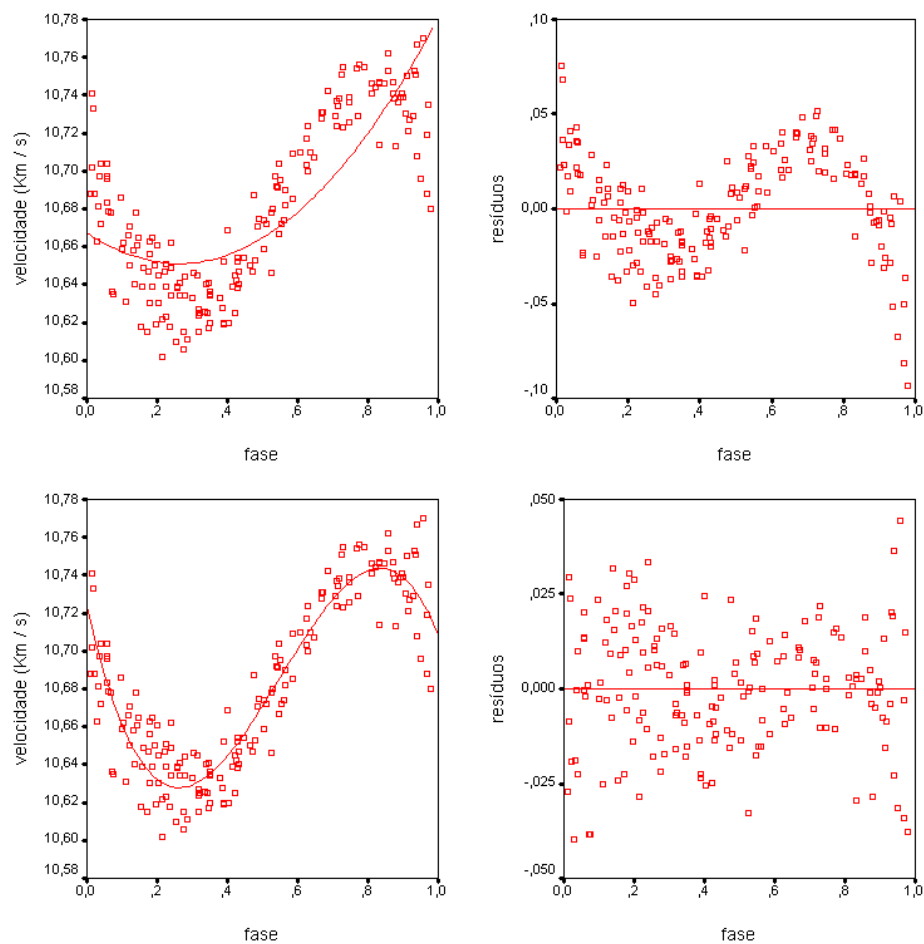 10,78
10,76
10,74
10,72
10,70
10,68
10,66
10,64
10,62
10,60
10,58
velocidade (Km / s)
0,0 ,2 ,4 ,6 ,8 1,0
fase
,10
,05
0,00
-,05
-,10
resíduos
0,0 ,2 ,4 ,6 ,8 1,0
fase
10,78
10,76
10,74
10,72
10,70
10,68
10,66
10,64
10,62
10,60
10,58
velocidade (Km / s)
0,0 ,2 ,4 ,6 ,8 1,0
fase
,050
,025
0,000
-,025
-,050
resíduos
0,0 ,2 ,4 ,6 ,8 1,0
fase